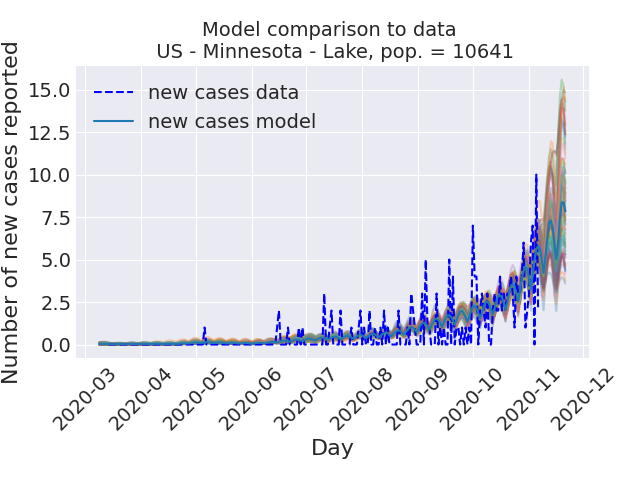 Model comparison to data
US - Minnesota - Lake, pop. = 10641
Number of new cases reported
15.0
12.5
10.0
7.5
5.0
2.5
0.0
new cases data
new cases model
2020-03
2020-04
2020-05
2020-06
2020-07
2020-08
2020-09
2020-10
2020-11
2020-12
Day